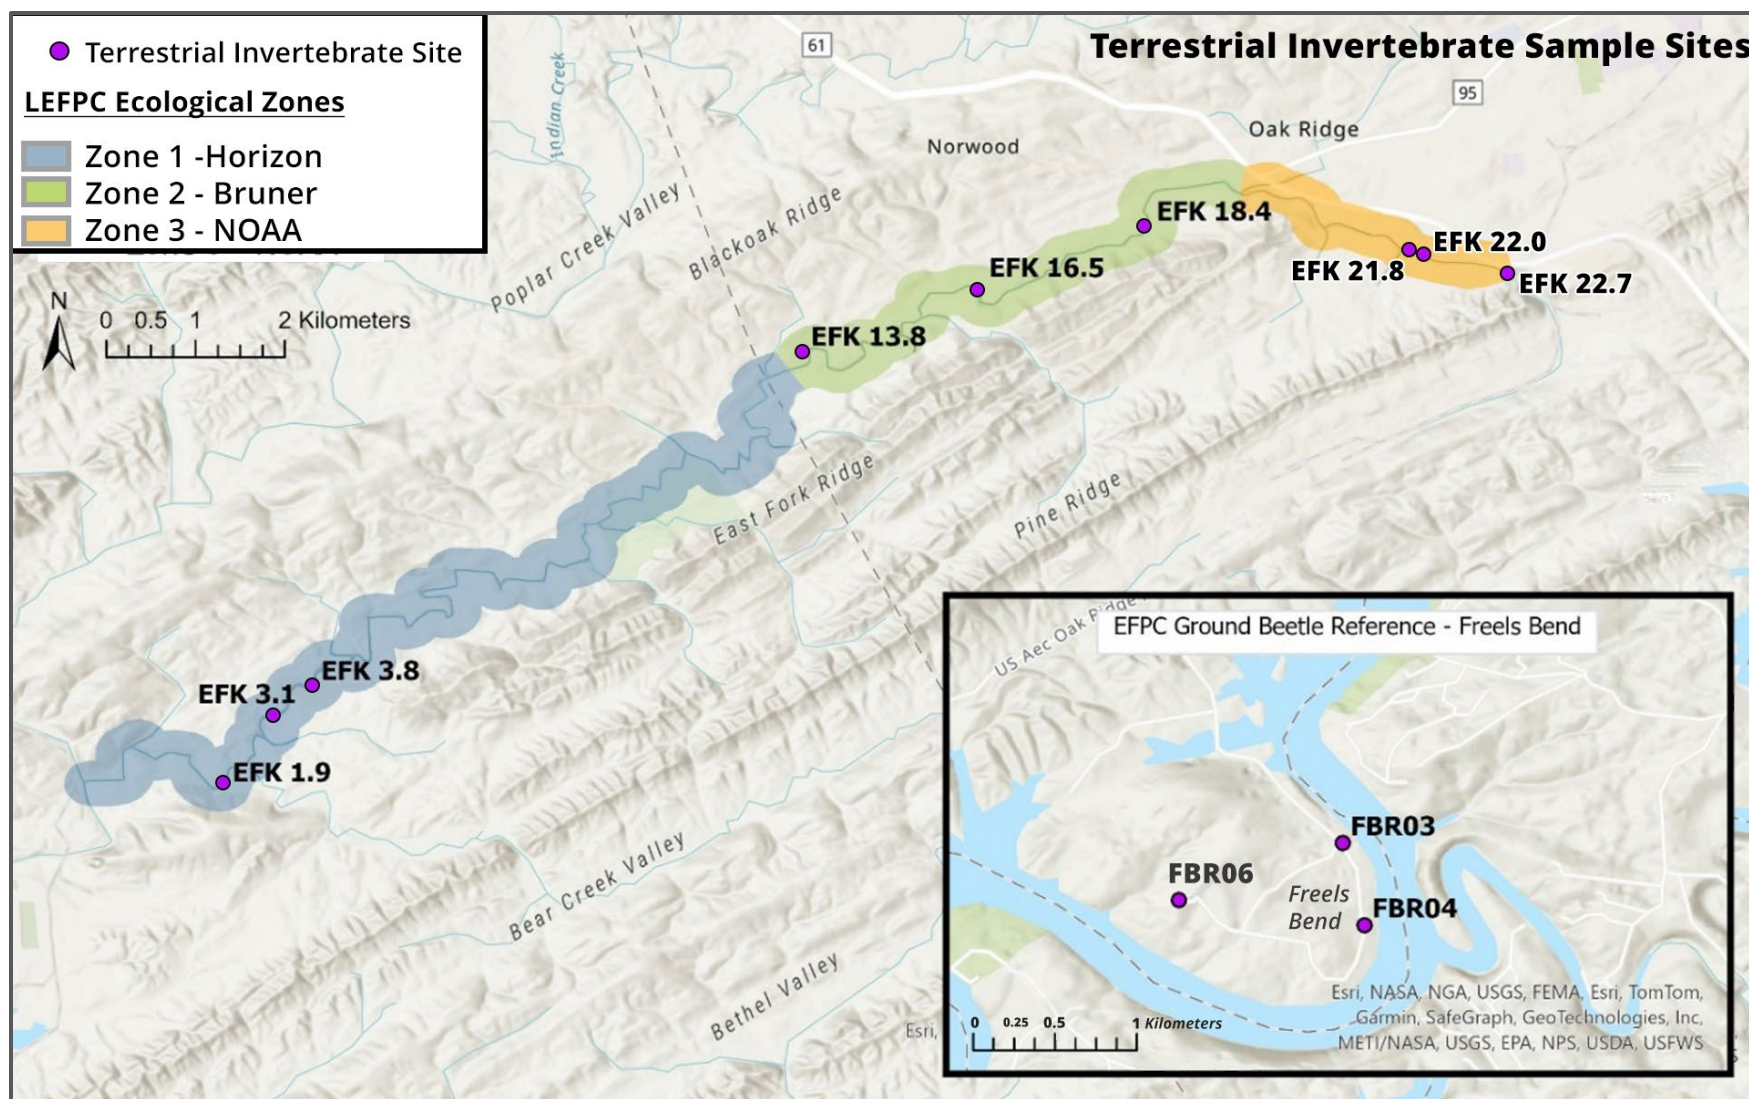 Terrestrial Invertebrate Sample Sites
Terrestrial Invertebrate Site
LEFPC Ecological Zones
Zone 1 -Horizon
Zone 2 - Bruner
Zone 3 - NOAA
N
0 0.5 1 2 Kilometers
61
95
Indian Creek
Norwood
Oak Ridge
Poplar Creek Valley
Blackoak Ridge
EFK 18.4
EFK 22.0
EFK 21.8
EFK 22.7
EFK 16.5
EFK 13.8
East Fork Ridge
Pine Ridge
US Aec Oak Ridge
EFK 3.8
EFK 3.1
EFK 1.9
Bear Creek Valley
Bethel Valley
Esri,
EFPC Ground Beetle Reference - Freels Bend
FBR03
FBR06
Freels
Bend
FBR04
0 0.25 0.5 1 Kilometers
Esri, NASA, NGA, USGS, FEMA, Esri, TomTom,
Garmin, SafeGraph, GeoTechnologies, Inc,
METI/NASA, USGS, EPA, NPS, USDA, USFWS